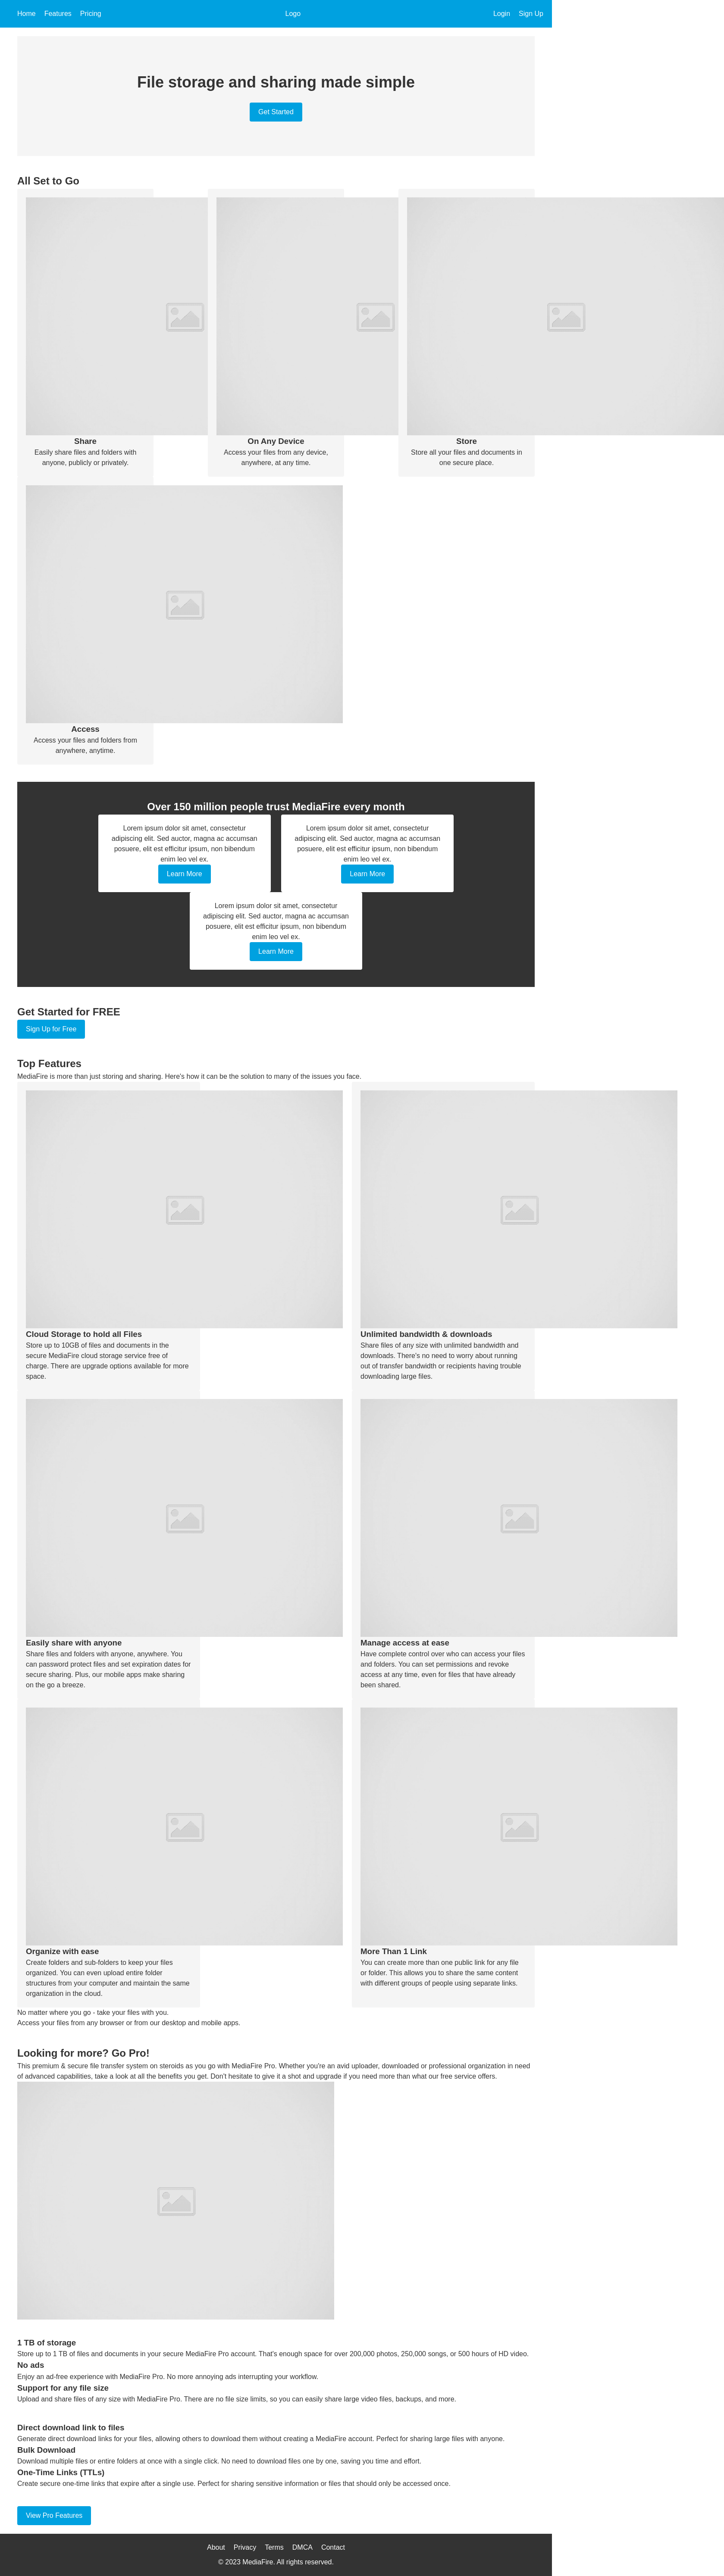 Home Features Pricing Logo Login Sign Up
File storage and sharing made simple
Get Started
All Set to Go
Share
Easily share files and folders with
anyone, publicly or privately.
On Any Device
Access your files from any device,
anywhere, at any time.
Store
Store all your files and documents in
one secure place.
Access
Access your files and folders from
anywhere, anytime.
Over 150 million people trust MediaFire every month
Lorem ipsum dolor sit amet, consectetur
adipiscing elit. Sed auctor, magna ac accumsan
posuere, elit est efficitur ipsum, non bibendum
enim leo vel ex.
Learn More
Lorem ipsum dolor sit amet, consectetur
adipiscing elit. Sed auctor, magna ac accumsan
posuere, elit est efficitur ipsum, non bibendum
enim leo vel ex.
Learn More
Lorem ipsum dolor sit amet, consectetur
adipiscing elit. Sed auctor, magna ac accumsan
posuere, elit est efficitur ipsum, non bibendum
enim leo vel ex.
Learn More
Get Started for FREE
Sign Up for Free
Top Features
MediaFire is more than just storing and sharing. Here's how it can be the solution to many of the issues you face.
Cloud Storage to hold all Files
Store up to 10GB of files and documents in the
secure MediaFire cloud storage service free of
charge. There are upgrade options available for more
space.
Unlimited bandwidth & downloads
Share files of any size with unlimited bandwidth and
downloads. There's no need to worry about running
out of transfer bandwidth or recipients having trouble
downloading large files.
Easily share with anyone
Share files and folders with anyone, anywhere. You
can password protect files and set expiration dates for
secure sharing. Plus, our mobile apps make sharing
on the go a breeze.
Manage access at ease
Have complete control over who can access your files
and folders. You can set permissions and revoke
access at any time, even for files that have already
been shared.
Organize with ease
Create folders and sub-folders to keep your files
organized. You can even upload entire folder
structures from your computer and maintain the same
organization in the cloud.
More Than 1 Link
You can create more than one public link for any file
or folder. This allows you to share the same content
with different groups of people using separate links.
No matter where you go - take your files with you.
Access your files from any browser or from our desktop and mobile apps.
Looking for more? Go Pro!
This premium & secure file transfer system on steroids as you go with MediaFire Pro. Whether you're an avid uploader, downloaded or professional organization in need
of advanced capabilities, take a look at all the benefits you get. Don't hesitate to give it a shot and upgrade if you need more than what our free service offers.
1 TB of storage
Store up to 1 TB of files and documents in your secure MediaFire Pro account. That's enough space for over 200,000 photos, 250,000 songs, or 500 hours of HD video.
No ads
Enjoy an ad-free experience with MediaFire Pro. No more annoying ads interrupting your workflow.
Support for any file size
Upload and share files of any size with MediaFire Pro. There are no file size limits, so you can easily share large video files, backups, and more.
Direct download link to files
Generate direct download links for your files, allowing others to download them without creating a MediaFire account. Perfect for sharing large files with anyone.
Bulk Download
Download multiple files or entire folders at once with a single click. No need to download files one by one, saving you time and effort.
One-Time Links (TTLs)
Create secure one-time links that expire after a single use. Perfect for sharing sensitive information or files that should only be accessed once.
View Pro Features
About Privacy Terms DMCA Contact
© 2023 MediaFire. All rights reserved.